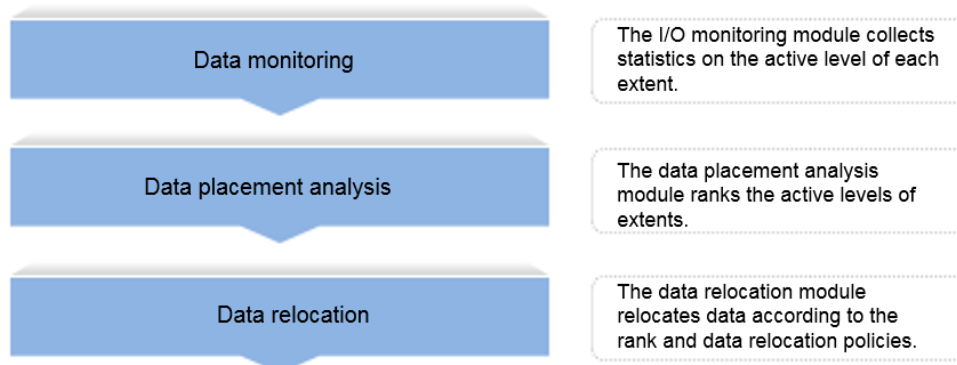 Data monitoring
The I/O monitoring module collects
statistics on the active level of each
extent.
Data placement analysis
The data placement analysis
module ranks the active levels of
extents.
Data relocation
The data relocation module
relocates data according to the
rank and data relocation policies.